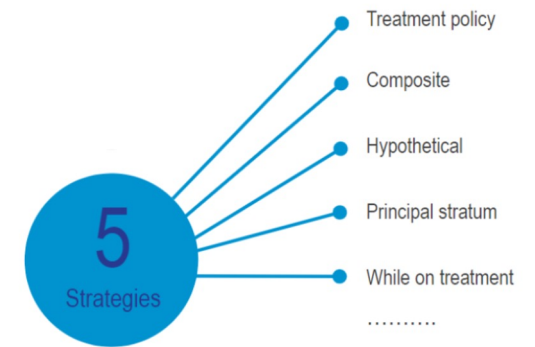 Treatment policy
Composite
Hypothetical
Principal stratum
While on treatment
..........
5
Strategies